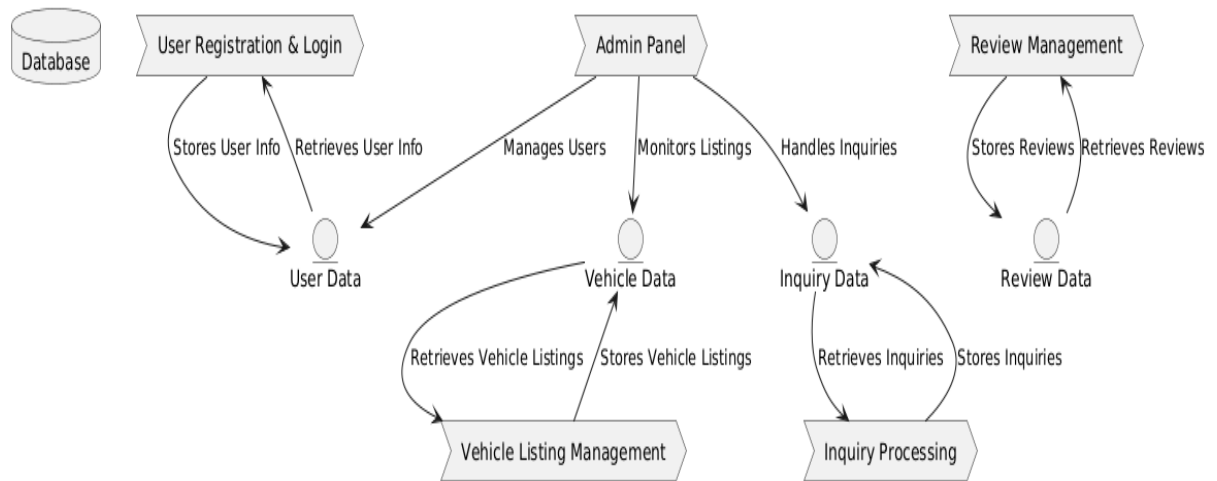 Database
User Registration & Login
Admin Panel
Review Management
Stores User Info
Retrieves User Info
Manages Users
Monitors Listings
Handles Inquiries
Stores Reviews
Retrieves Reviews
User Data
Vehicle Data
Inquiry Data
Review Data
Retrieves Vehicle Listings
Stores Vehicle Listings
Retrieves Inquiries
Stores Inquiries
Vehicle Listing Management
Inquiry Processing